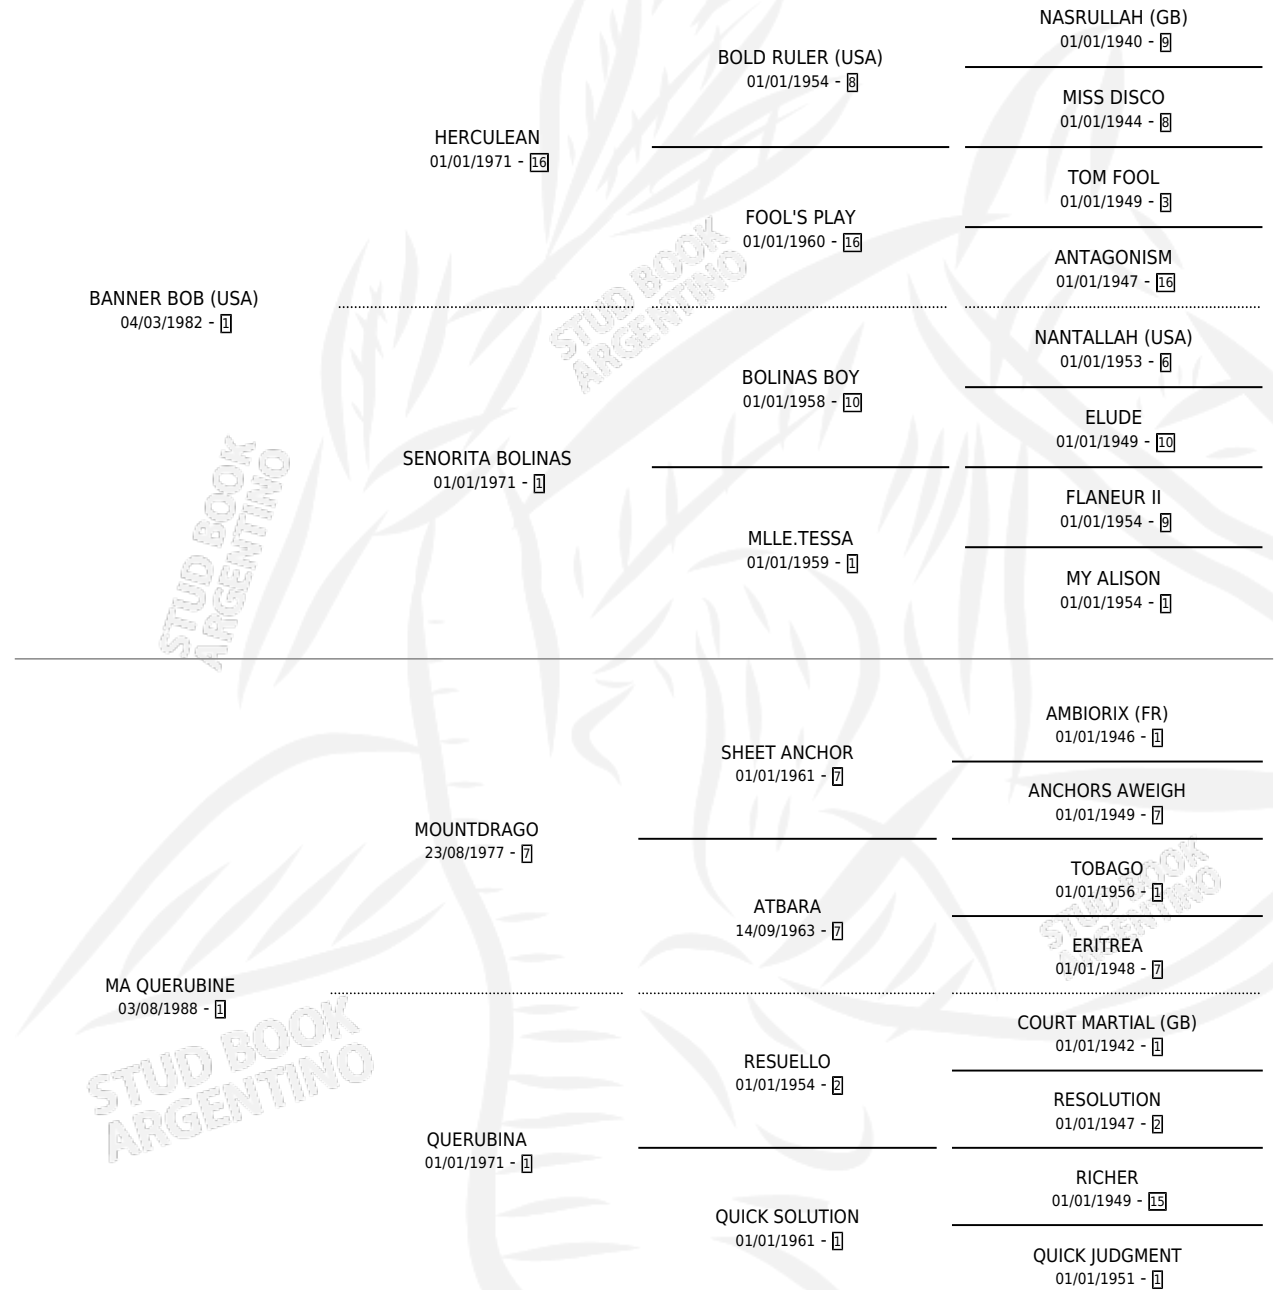 NASRULLAH (GB)
01/01/1940 - 9
BOLD RULER (USA)
01/01/1954 - 8
MISS DISCO
01/01/1944 - 8
HERCULEAN
01/01/1971 - 16
TOM FOOL
01/01/1949 - 3
FOOL'S PLAY
01/01/1960 - 16
ANTAGONISM
01/01/1947 - 16
BANNER BOB (USA)
04/03/1982 - 1
NANTALLAH (USA)
01/01/1953 - 6
BOLINAS BOY
01/01/1958 - 10
ELUDE
01/01/1949 - 10
SENORITA BOLINAS
01/01/1971 - 1
FLANEUR II
01/01/1954 - 9
MLLE.TESSA
01/01/1959 - 1
MY ALISON
01/01/1954 - 1
STUD BOOK
ARGENTINO
STUD BOOK
ARGENTINO
AMBIORIX (FR)
01/01/1946 - 1
SHEET ANCHOR
01/01/1961 - 7
ANCHORS AWEIGH
01/01/1949 - 7
MOUNTDRAGO
23/08/1977 - 7
TOBAGO
01/01/1956 - 1
ATBARA
14/09/1963 - 7
ERITREA
01/01/1948 - 7
MA QUERUBINE
03/08/1988 - 1
COURT MARTIAL (GB)
01/01/1942 - 1
RESUELLO
01/01/1954 - 2
RESOLUTION
01/01/1947 - 2
QUERUBINA
01/01/1971 - 1
RICHER
01/01/1949 - 15
QUICK SOLUTION
01/01/1961 - 1
QUICK JUDGMENT
01/01/1951 - 1
STUD BOOK
ARGENTINO
STUD BOOK
ARGENTINO